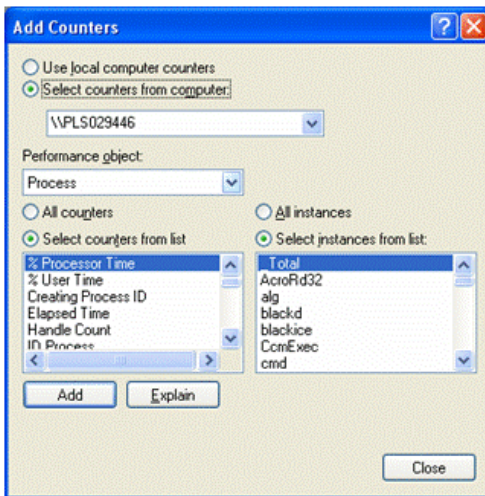 Add Counters
Use local computer counters
Select counters from computer:
\\PLS029446
Performance object:
Process
All counters
All instances
Select counters from list
Select instances from list:
% Processor Time
% User Time
Creating Process ID
Elapsed Time
Handle Count
ID Process
_Total
AcroRd32
alg
blackd
blackice
CcmExec
cmd
Add
Explain
Close